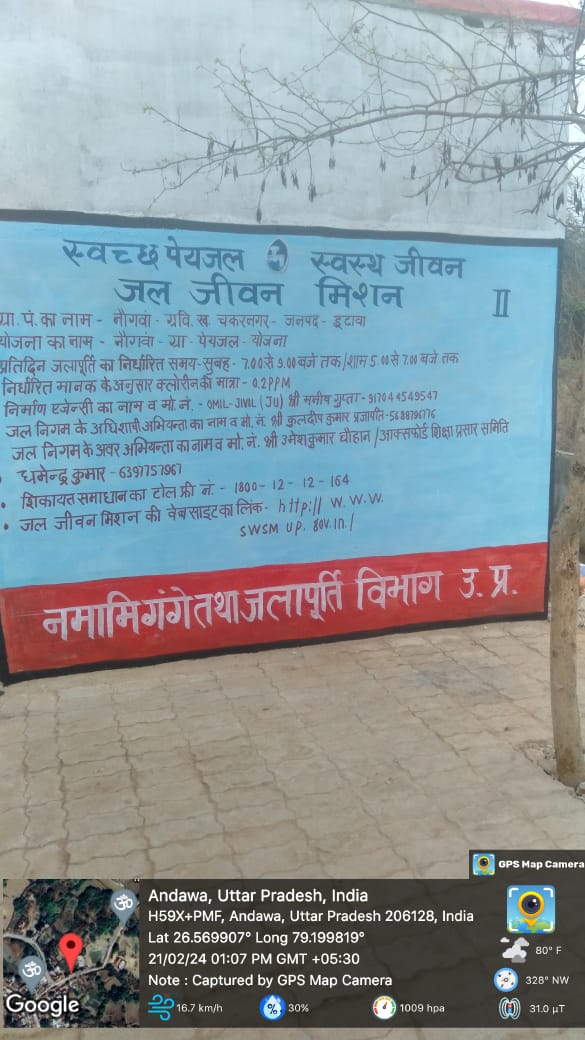 स्वच्छ पेयजल स्वस्थ जीवन
जल जीवन मिशन II
ग्रा. पं. का नाम - नौगवां - ग्रवि. ख. चकरनगर - जनपद - इटावा
योजना का नाम - नौगवां - ग्रा - पेयजल - योजना
प्रतिदिन जलापूर्ति का निर्धारित समय - सुबह - 7.00 से 9.00 बजे तक / शाम 5.00 से 7.00 बजे तक
निर्धारित मानक के अनुसार क्लोरीन की मात्रा - 0.2 PPM
निर्माण एजेन्सी का नाम व मो. नं. - OMIL-JIVIL (JU) श्री मनीष गुप्ता - 917044549547
जल निगम के अधिशाषी अभियन्ता का नाम व मो. नं. श्री कुलदीप कुमार प्रजापति - 5688796776
जल निगम के अवर अभियन्ता का नाम व मो. नं. श्री उमेश कुमार चौहान / आक्सफोर्ड शिक्षा प्रसार समिति
• धमेन्द्र कुमार - 6397757967
• शिकायत समाधान का टोल फ्री नं. - 1800-12-12-164
• जल जीवन मिशन की वेबसाइट का लिंक - http:// W.W.W.
SWSM UP. gov.in/
नमामि गंगे तथा जलापूर्ति विभाग उ. प्र.
GPS Map Camera
Andawa, Uttar Pradesh, India
H59X+PMF, Andawa, Uttar Pradesh 206128, India
Lat 26.569907° Long 79.199819°
21/02/24 01:07 PM GMT +05:30
Note : Captured by GPS Map Camera
80° F
328° NW
16.7 km/h
30%
1009 hpa
31.0 µT
Google